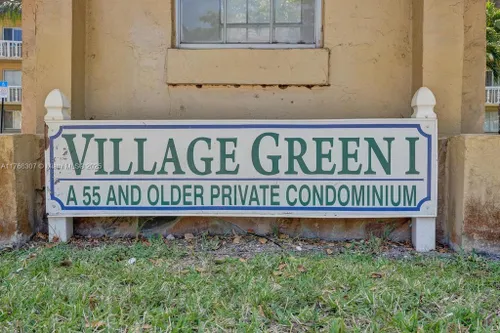 VILLAGE GREEN I
A 55 AND OLDER PRIVATE CONDOMINIUM